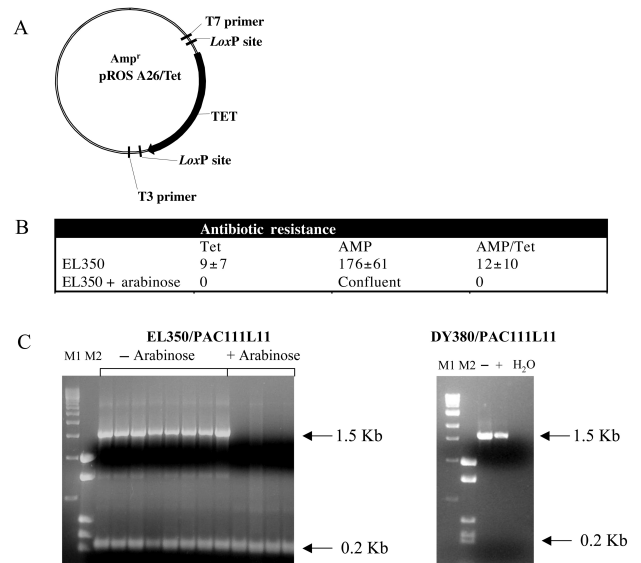 A
T7 primer
LoxP site
Ampʳ
pROS A26/Tet
TET
LoxP site
T3 primer
B
Antibiotic resistance
Tet AMP AMP/Tet
EL350 9±7 176±61 12±10
EL350 + arabinose 0 Confluent 0
C
EL350/PAC111L11
M1 M2 – Arabinose + Arabinose
1.5 Kb
0.2 Kb
DY380/PAC111L11
M1 M2 – + H₂O
1.5 Kb
0.2 Kb